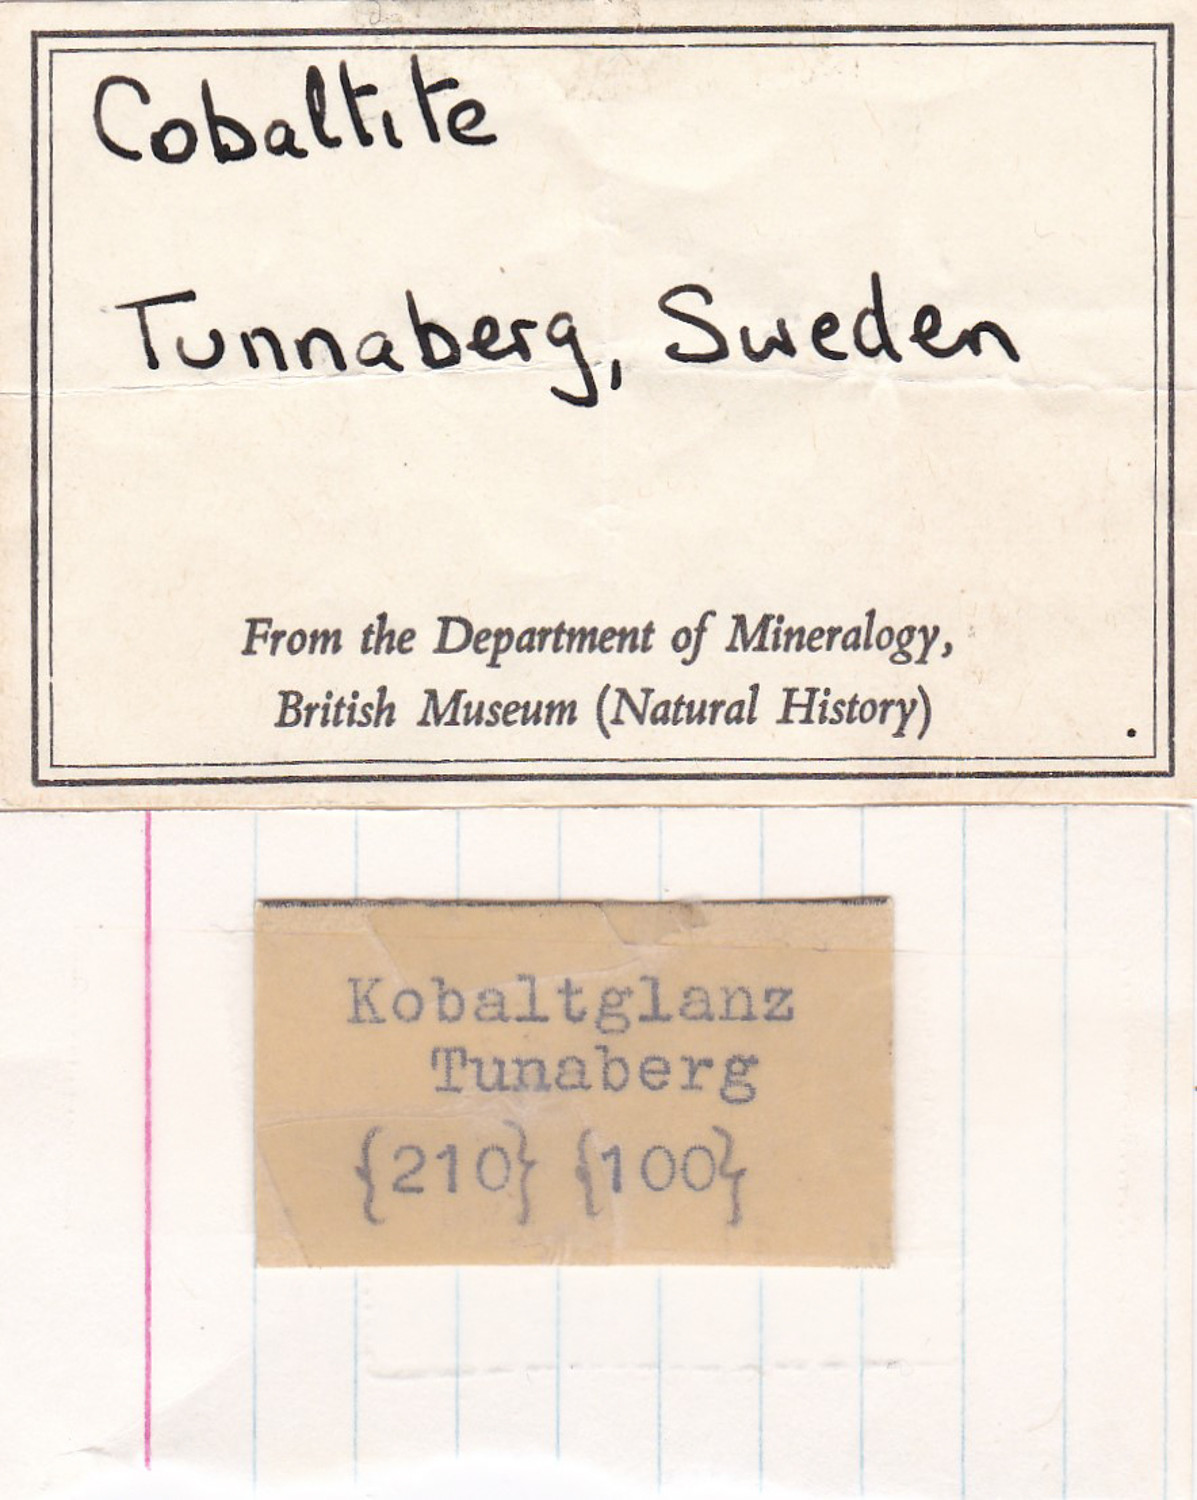 Cobaltite
Tunnaberg, Sweden
From the Department of Mineralogy,
British Museum (Natural History)
Kobaltglanz
Tunaberg
{210} {100}